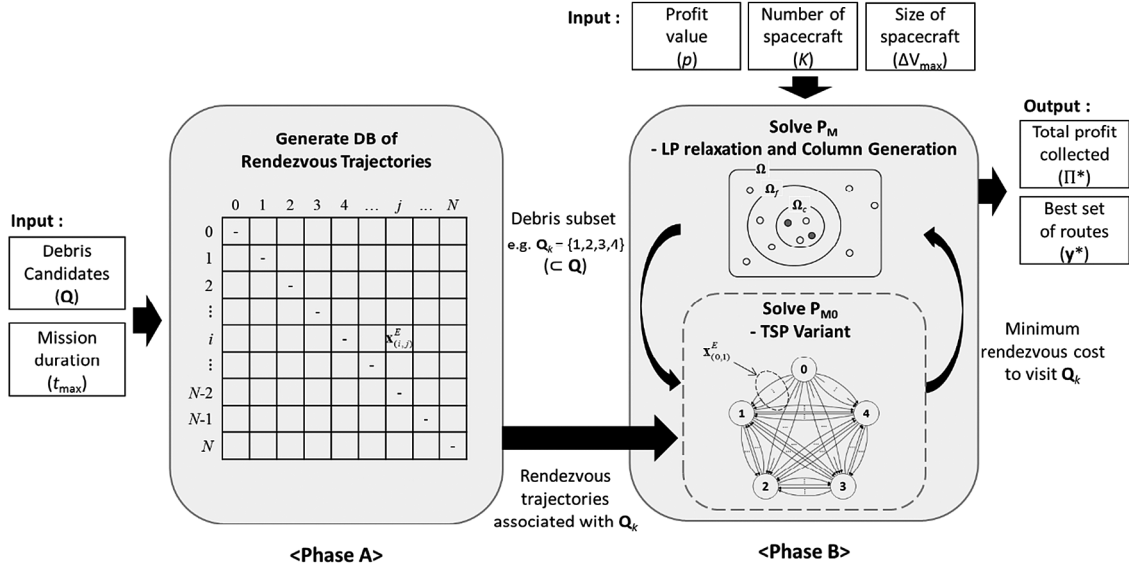 Input :
Profit
value
(p)
Number of
spacecraft
(K)
Size of
spacecraft
(ΔVmax)
Input :
Debris
Candidates
(Q)
Mission
duration
(tmax)
Generate DB of
Rendezvous Trajectories
0 1 2 3 4 ... j ... N
0 -
1 -
2 -
⋮ -
i - x^E_(i,j)
⋮ -
N-2 -
N-1 -
N -
<Phase A>
Debris subset
e.g. Qk – {1,2,3,4}
(⊂ Q)
Rendezvous
trajectories
associated with Qk
Solve PM
- LP relaxation and Column Generation
Ω
Ωf
Ωc
Solve PM0
- TSP Variant
x^E_(0,1)
0
1
4
2
3
<Phase B>
Minimum
rendezvous cost
to visit Qk
Output :
Total profit
collected
(Π*)
Best set
of routes
(y*)